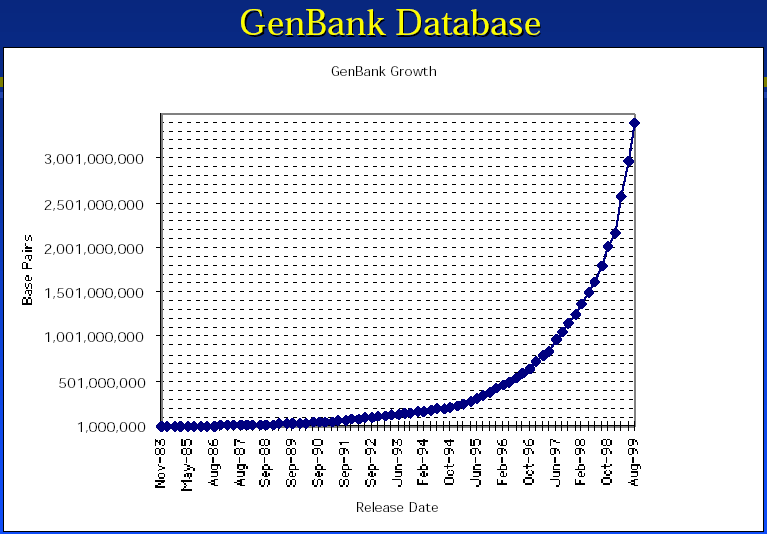 GenBank Database
GenBank Growth
Base Pairs
3,001,000,000
2,501,000,000
2,001,000,000
1,501,000,000
1,001,000,000
501,000,000
1,000,000
Nov-83
May-85
Aug-86
Aug-87
Sep-88
Sep-89
Sep-90
Sep-91
Sep-92
Jun-93
Feb-94
Oct-94
Jun-95
Feb-96
Oct-96
Jun-97
Feb-98
Oct-98
Aug-99
Release Date